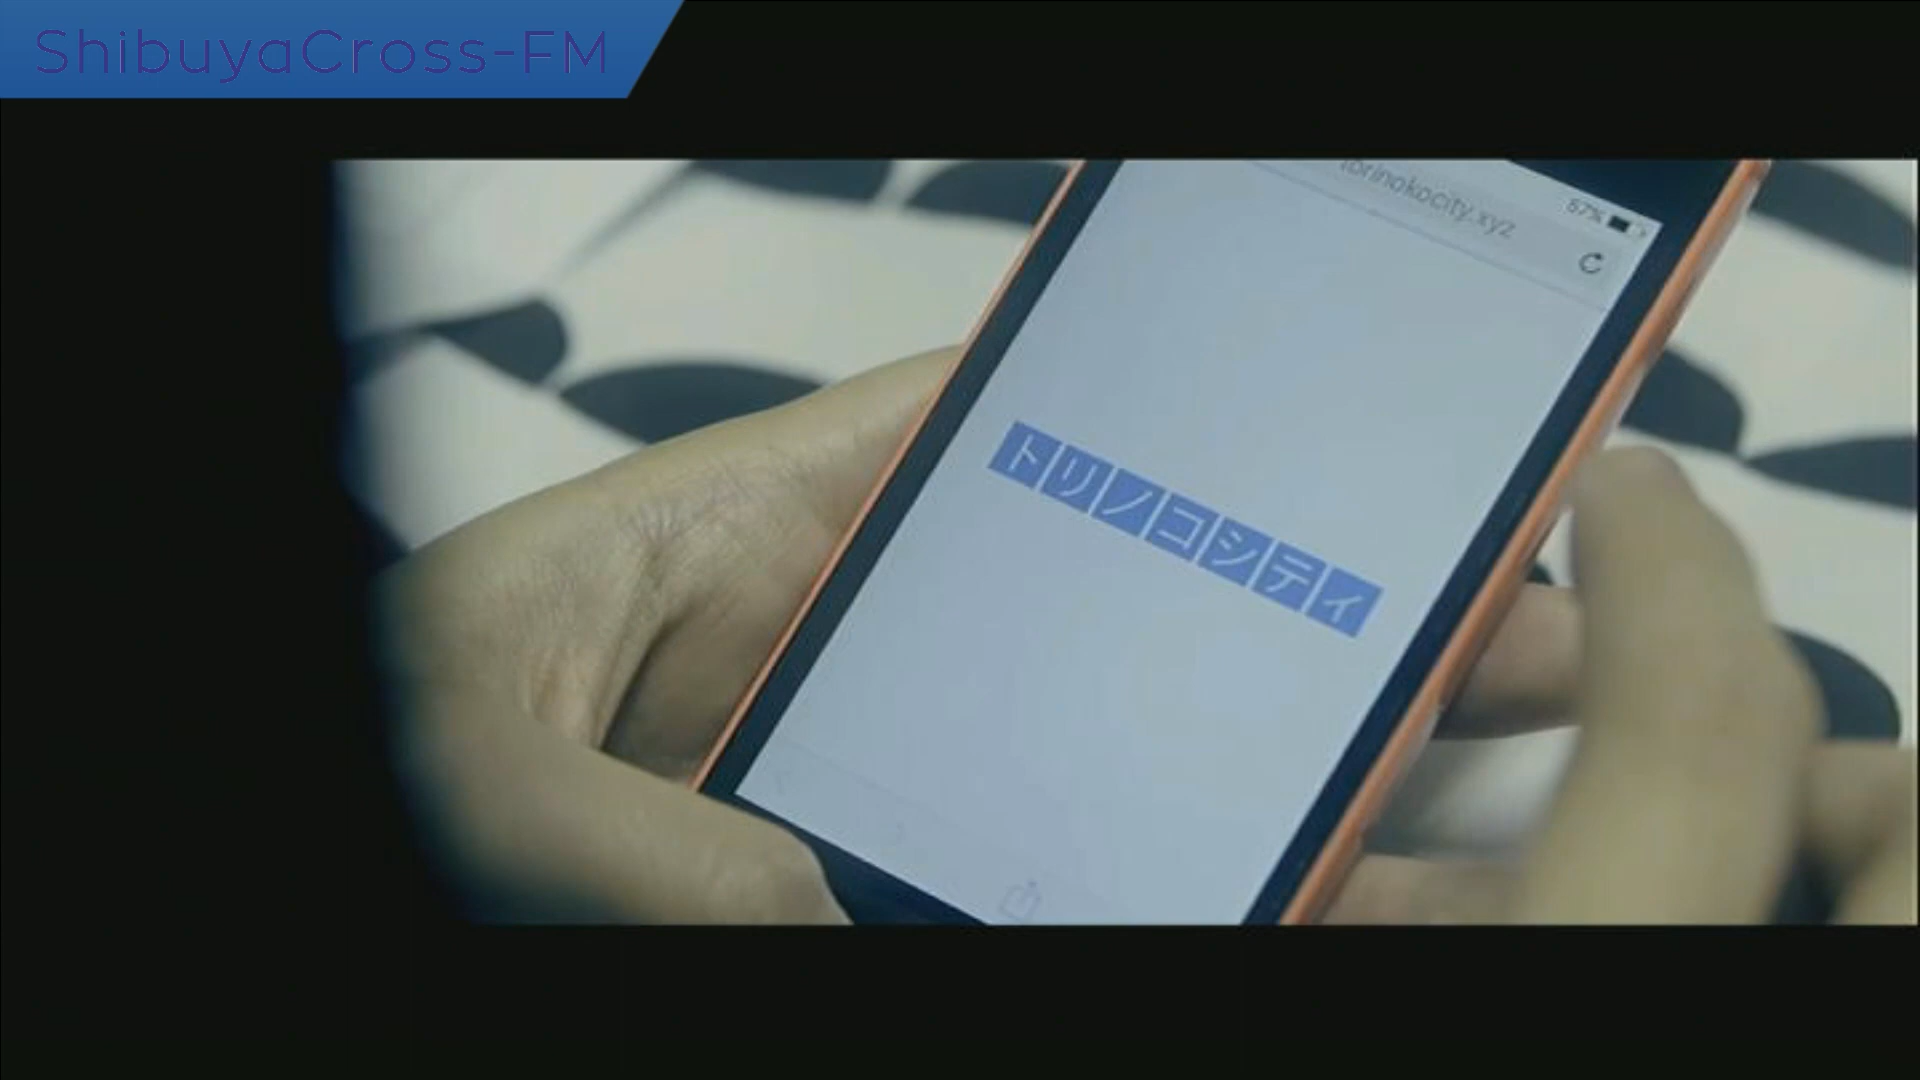 ShibuyaCross-FM
torinokocity.xyz
57%
トリノコシティ